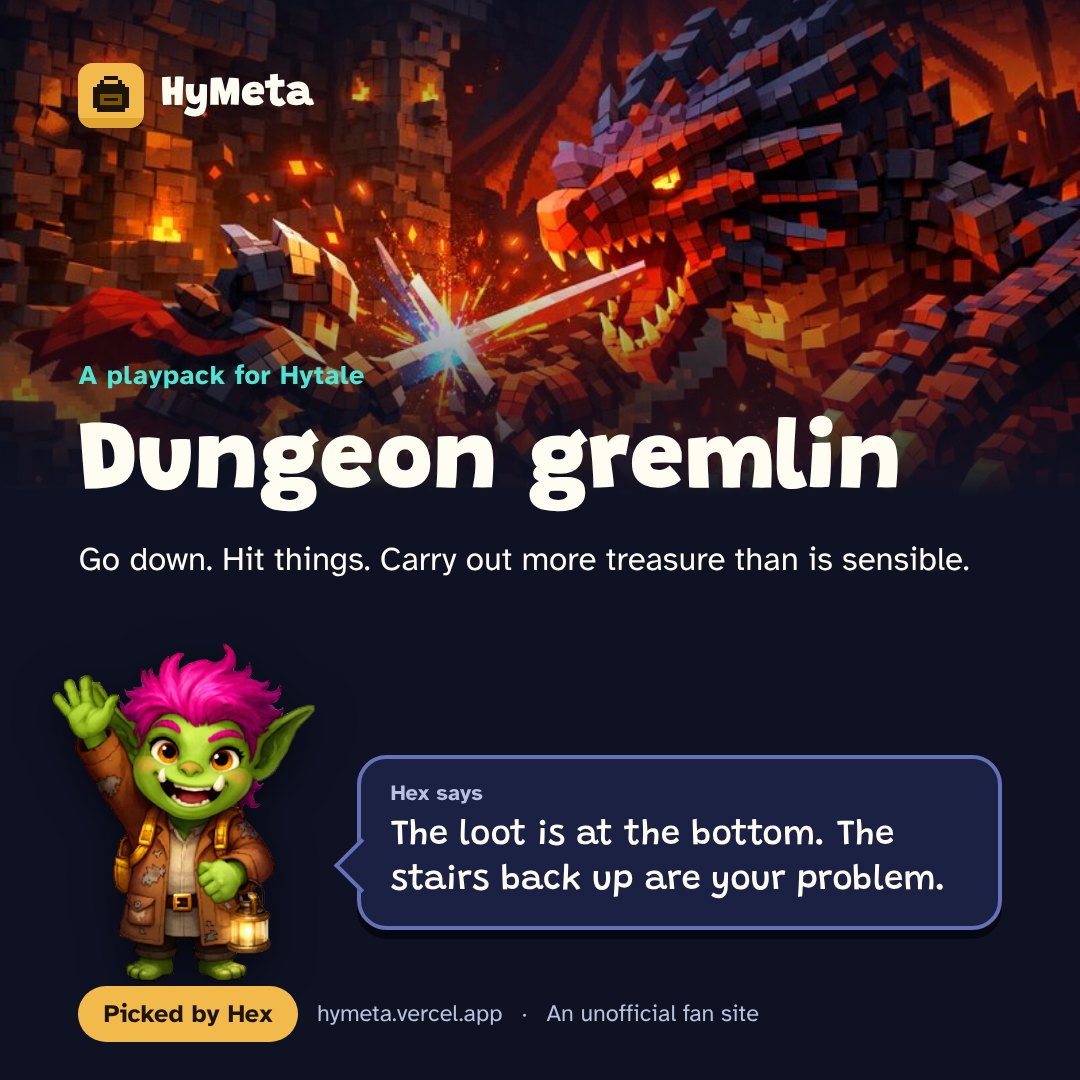 HyMeta
A playpack for Hytale
Dungeon gremlin
Go down. Hit things. Carry out more treasure than is sensible.
Hex says
The loot is at the bottom. The
stairs back up are your problem.
Picked by Hex
hymeta.vercel.app · An unofficial fan site